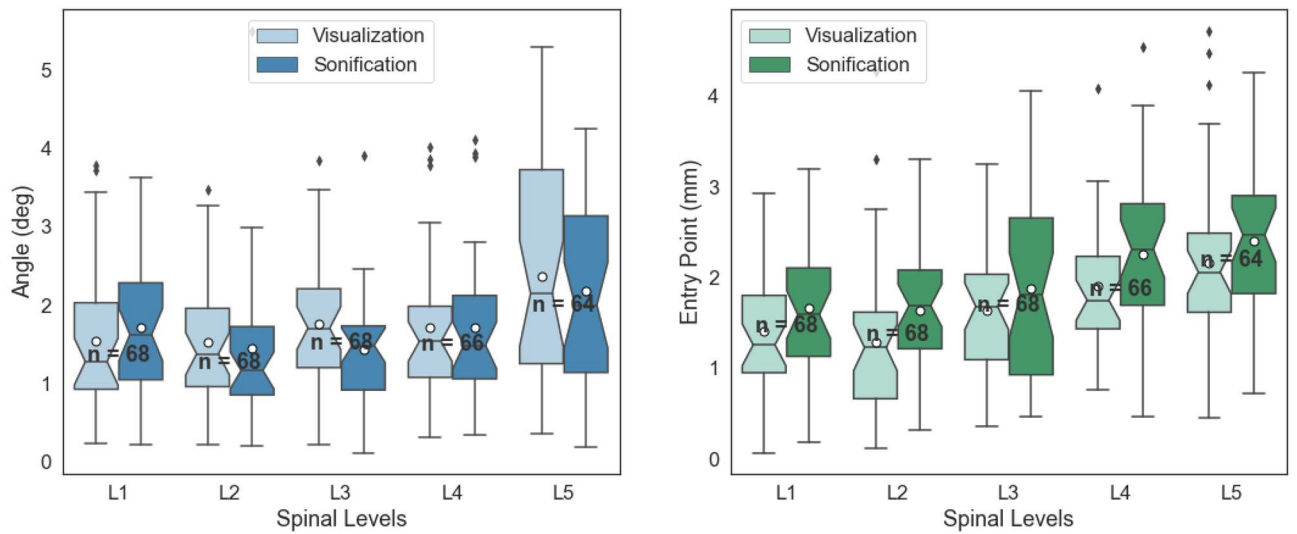 Visualization
Sonification
Angle (deg)
5
4
3
2
1
0
n = 68
n = 68
n = 68
n = 66
n = 64
L1 L2 L3 L4 L5
Spinal Levels
Visualization
Sonification
Entry Point (mm)
4
3
2
1
0
n = 68
n = 68
n = 68
n = 66
n = 64
L1 L2 L3 L4 L5
Spinal Levels